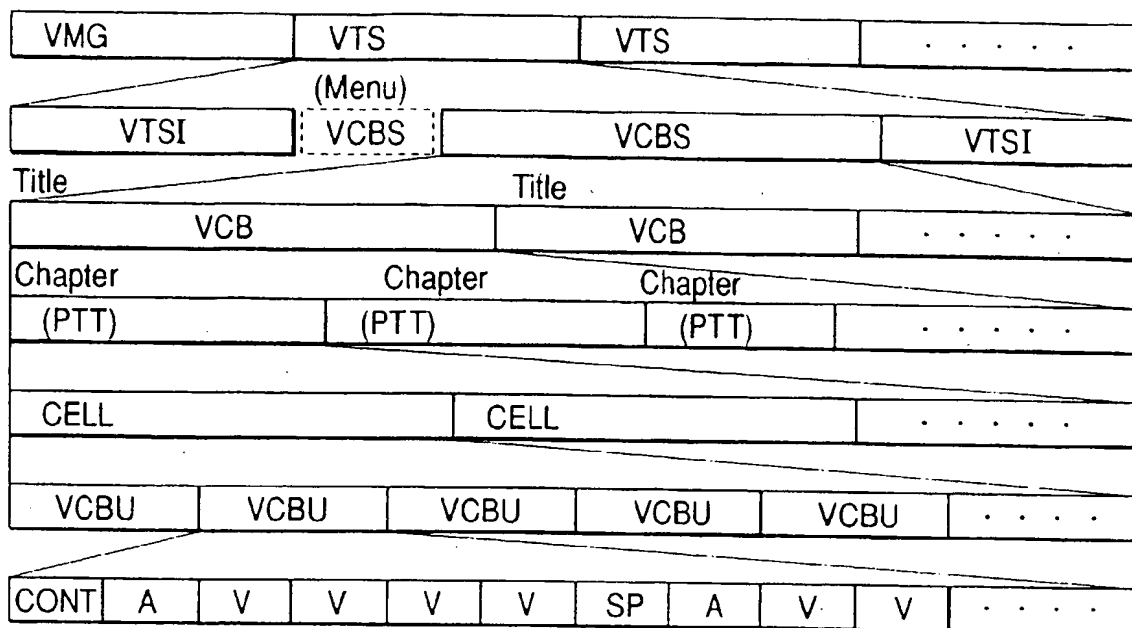 VMG VTS VTS . . . . .
(Menu)
VTSI VCBS VCBS VTSI
Title Title
VCB VCB . . . . .
Chapter Chapter Chapter
(PTT) (PTT) (PTT) . . . . .
CELL CELL . . . . .
VCBU VCBU VCBU VCBU VCBU . . . .
CONT A V V V V SP A V V . . . .